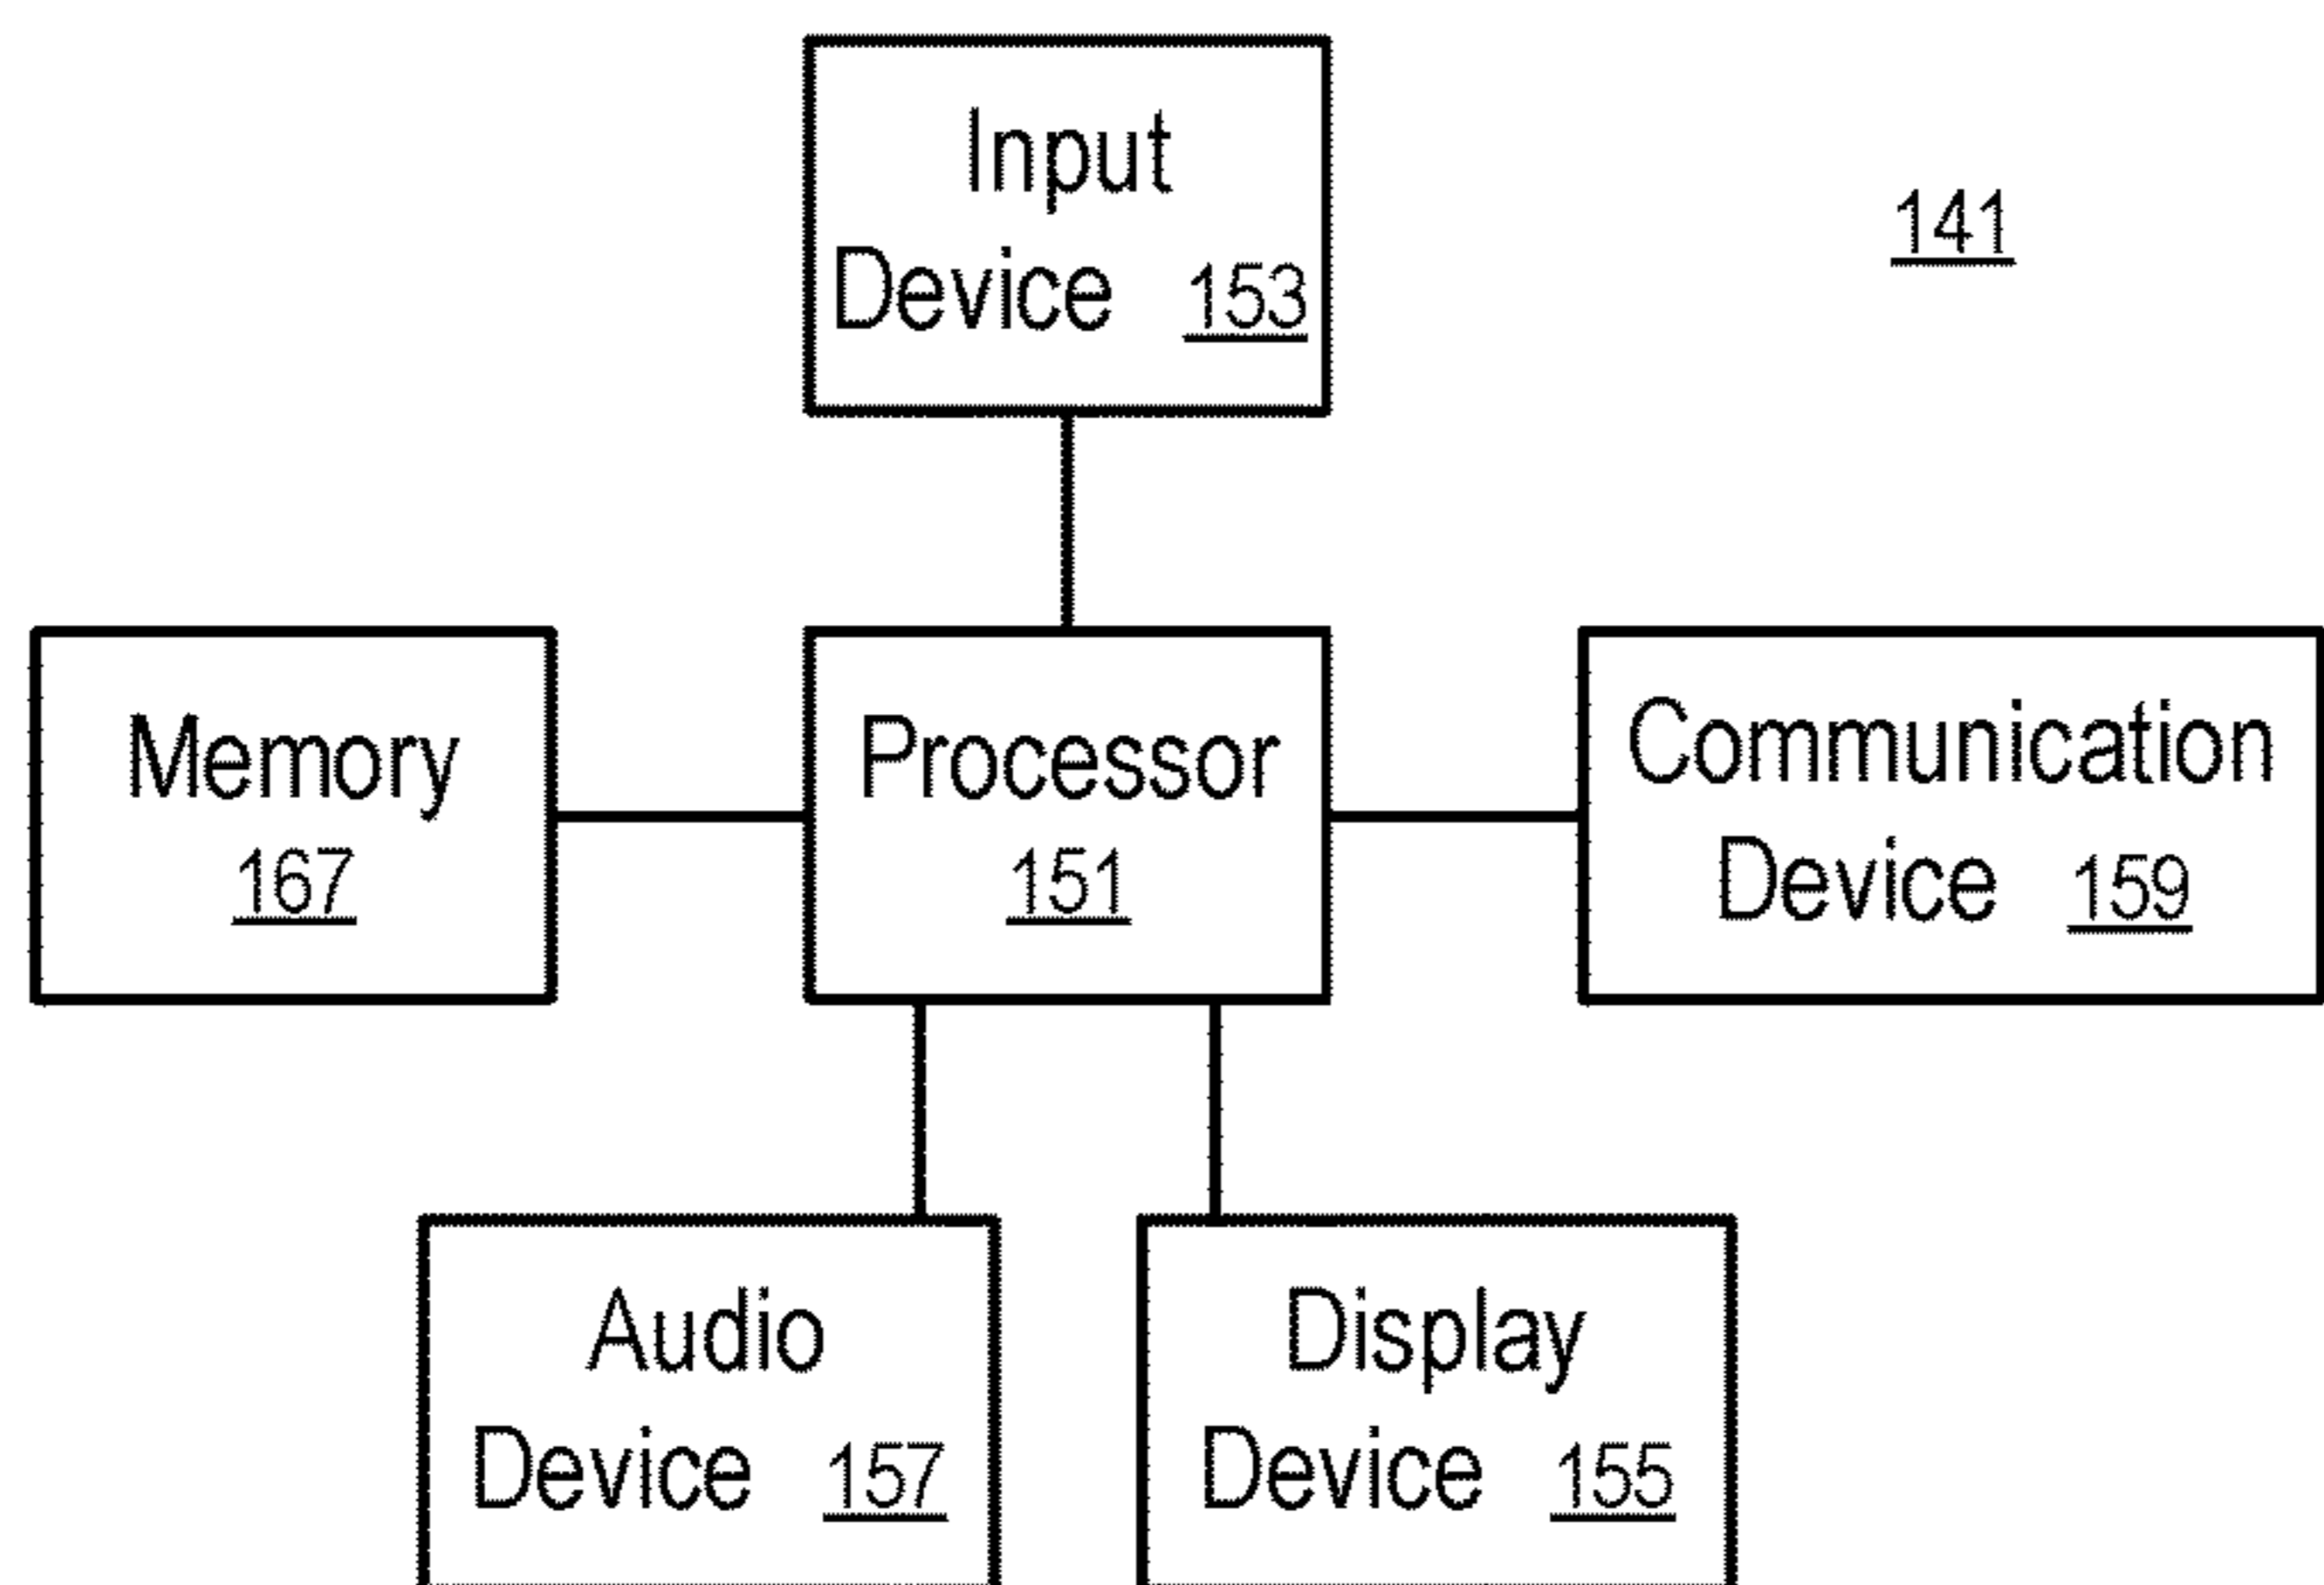 Input
Device 153
141
Memory
167
Processor
151
Communication
Device 159
Audio
Device 157
Display
Device 155